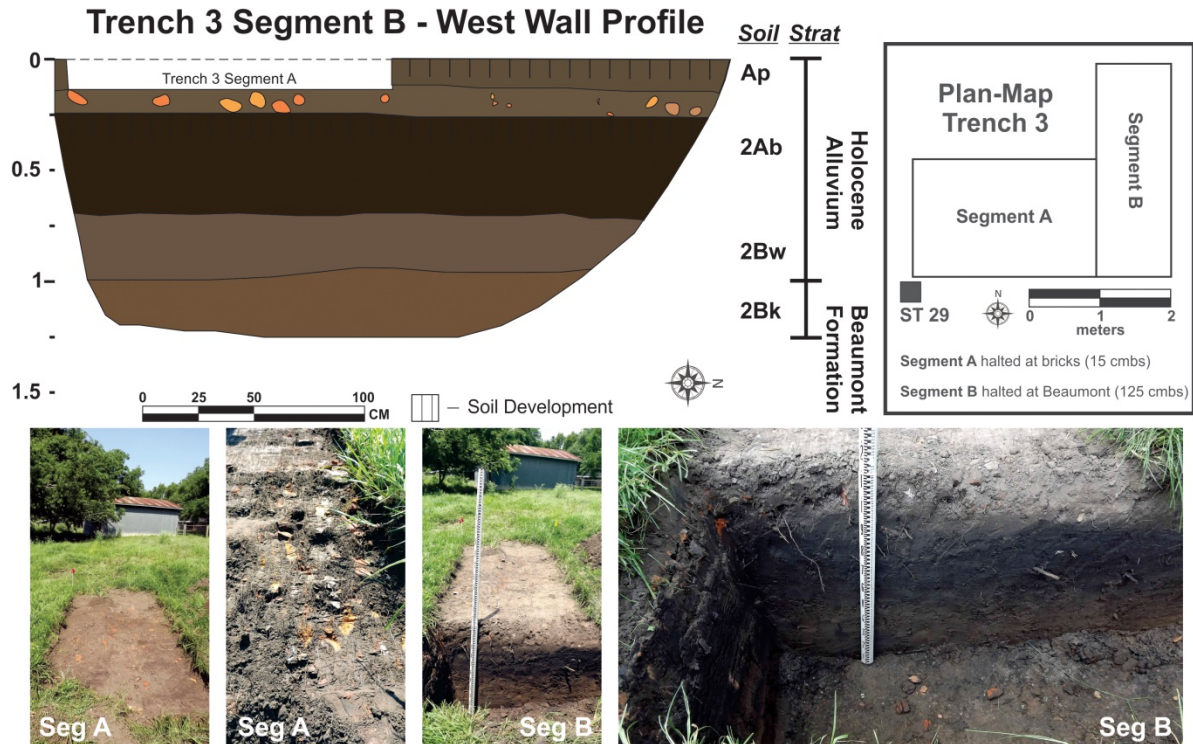 Trench 3 Segment B - West Wall Profile
Soil Strat
0
Trench 3 Segment A
Ap
0.5
2Ab
Holocene
Alluvium
2Bw
1
2Bk
Beaumont
Formation
1.5
N
0 25 50 100
CM
– Soil Development
Plan-Map
Trench 3
Segment A
Segment B
ST 29
N
0 1 2
meters
Segment A halted at bricks (15 cmbs)
Segment B halted at Beaumont (125 cmbs)
Seg A
Seg A
Seg B
Seg B